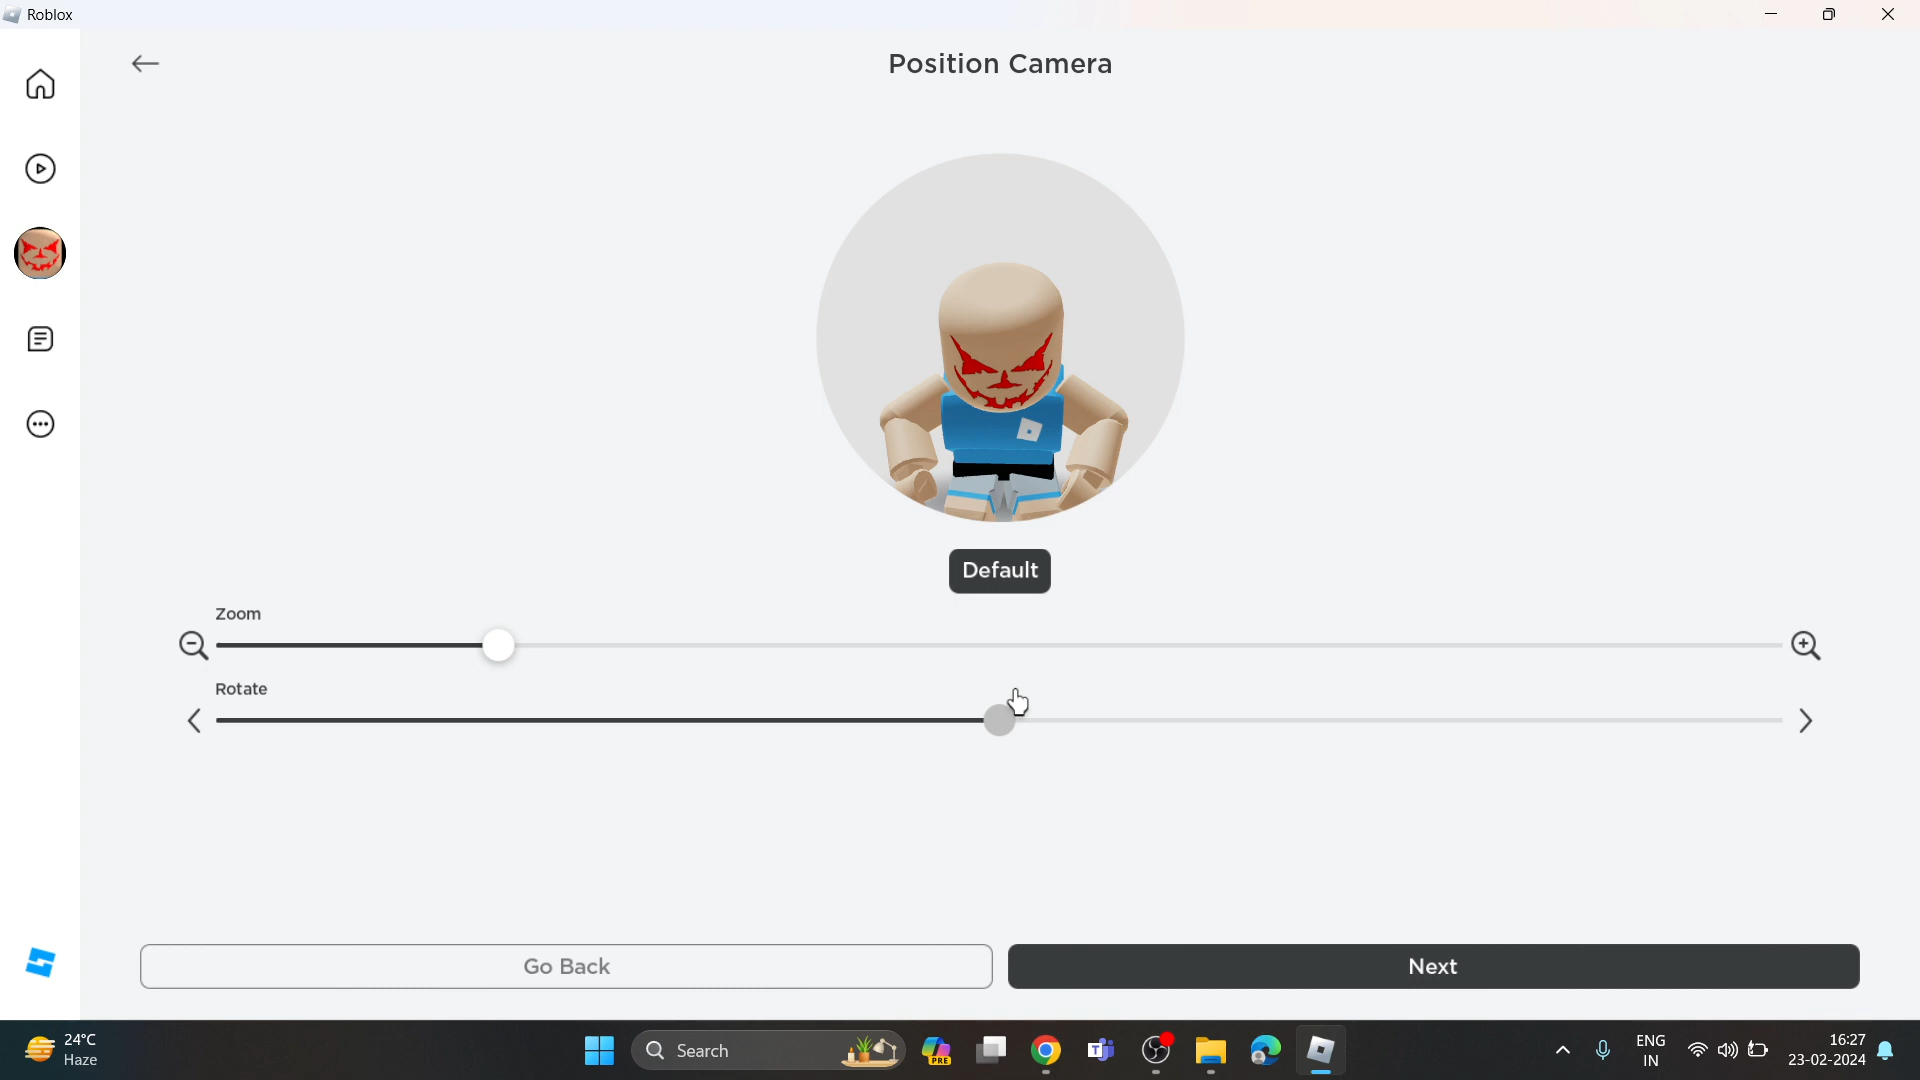 Roblox
Position Camera
Default
Zoom
Rotate
Go Back
Next
24°C
Haze
Search
PRE
ENG
IN
16:27
23-02-2024